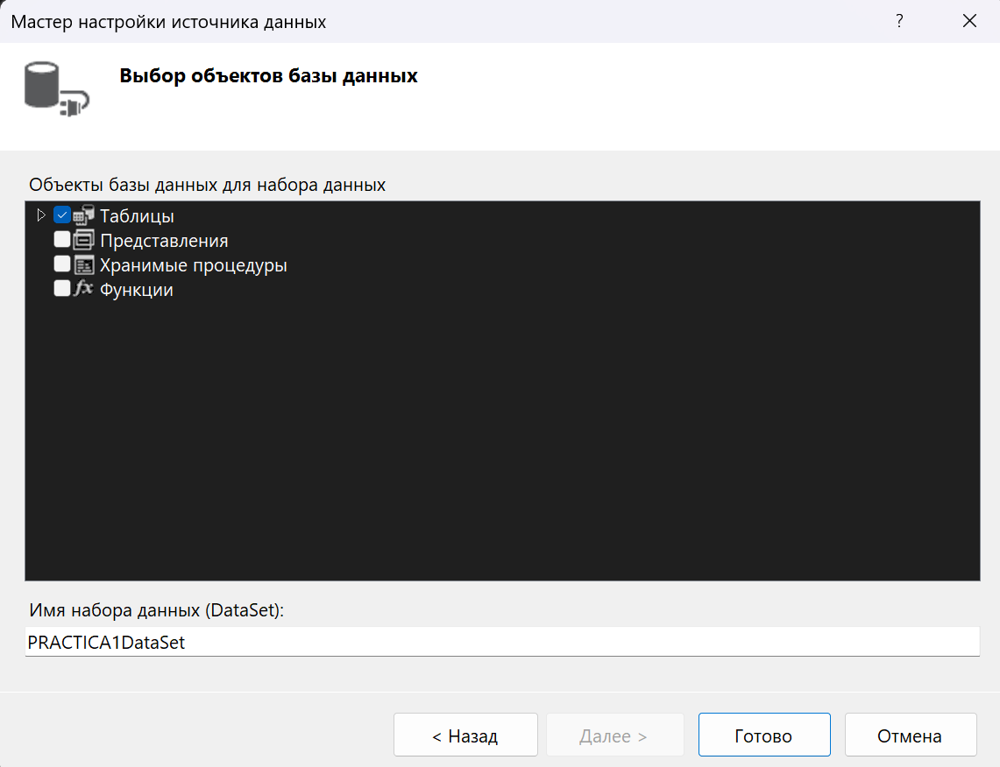 Мастер настройки источника данных
?
Выбор объектов базы данных
Объекты базы данных для набора данных
Таблицы
Представления
Хранимые процедуры
fx Функции
Имя набора данных (DataSet):
PRACTICA1DataSet
< Назад Далее > Готово Отмена